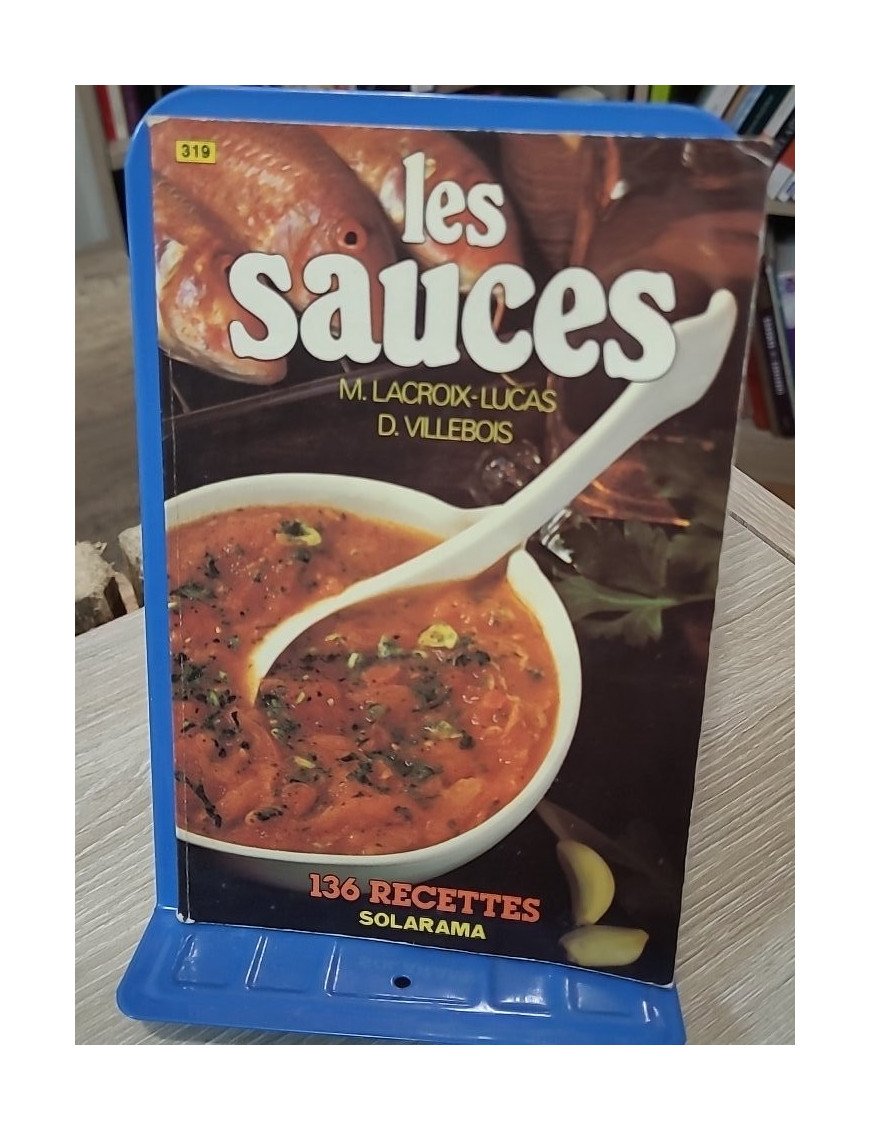 319
les
sauces
M. LACROIX-LUCAS
D. VILLEBOIS
136 RECETTES
SOLARAMA